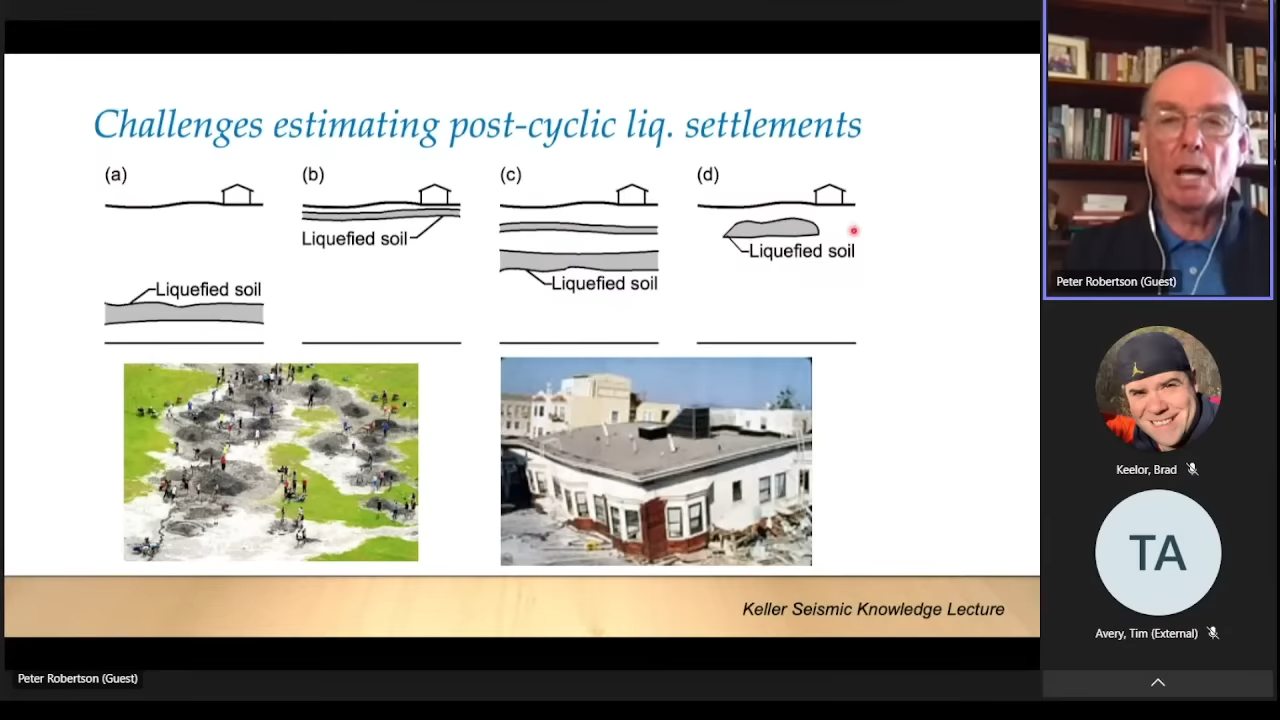 Challenges estimating post-cyclic liq. settlements
(a)
(b)
(c)
(d)
Liquefied soil
Liquefied soil
Liquefied soil
Liquefied soil
Keller Seismic Knowledge Lecture
Peter Robertson (Guest)
Peter Robertson (Guest)
Keelor, Brad
TA
Avery, Tim (External)